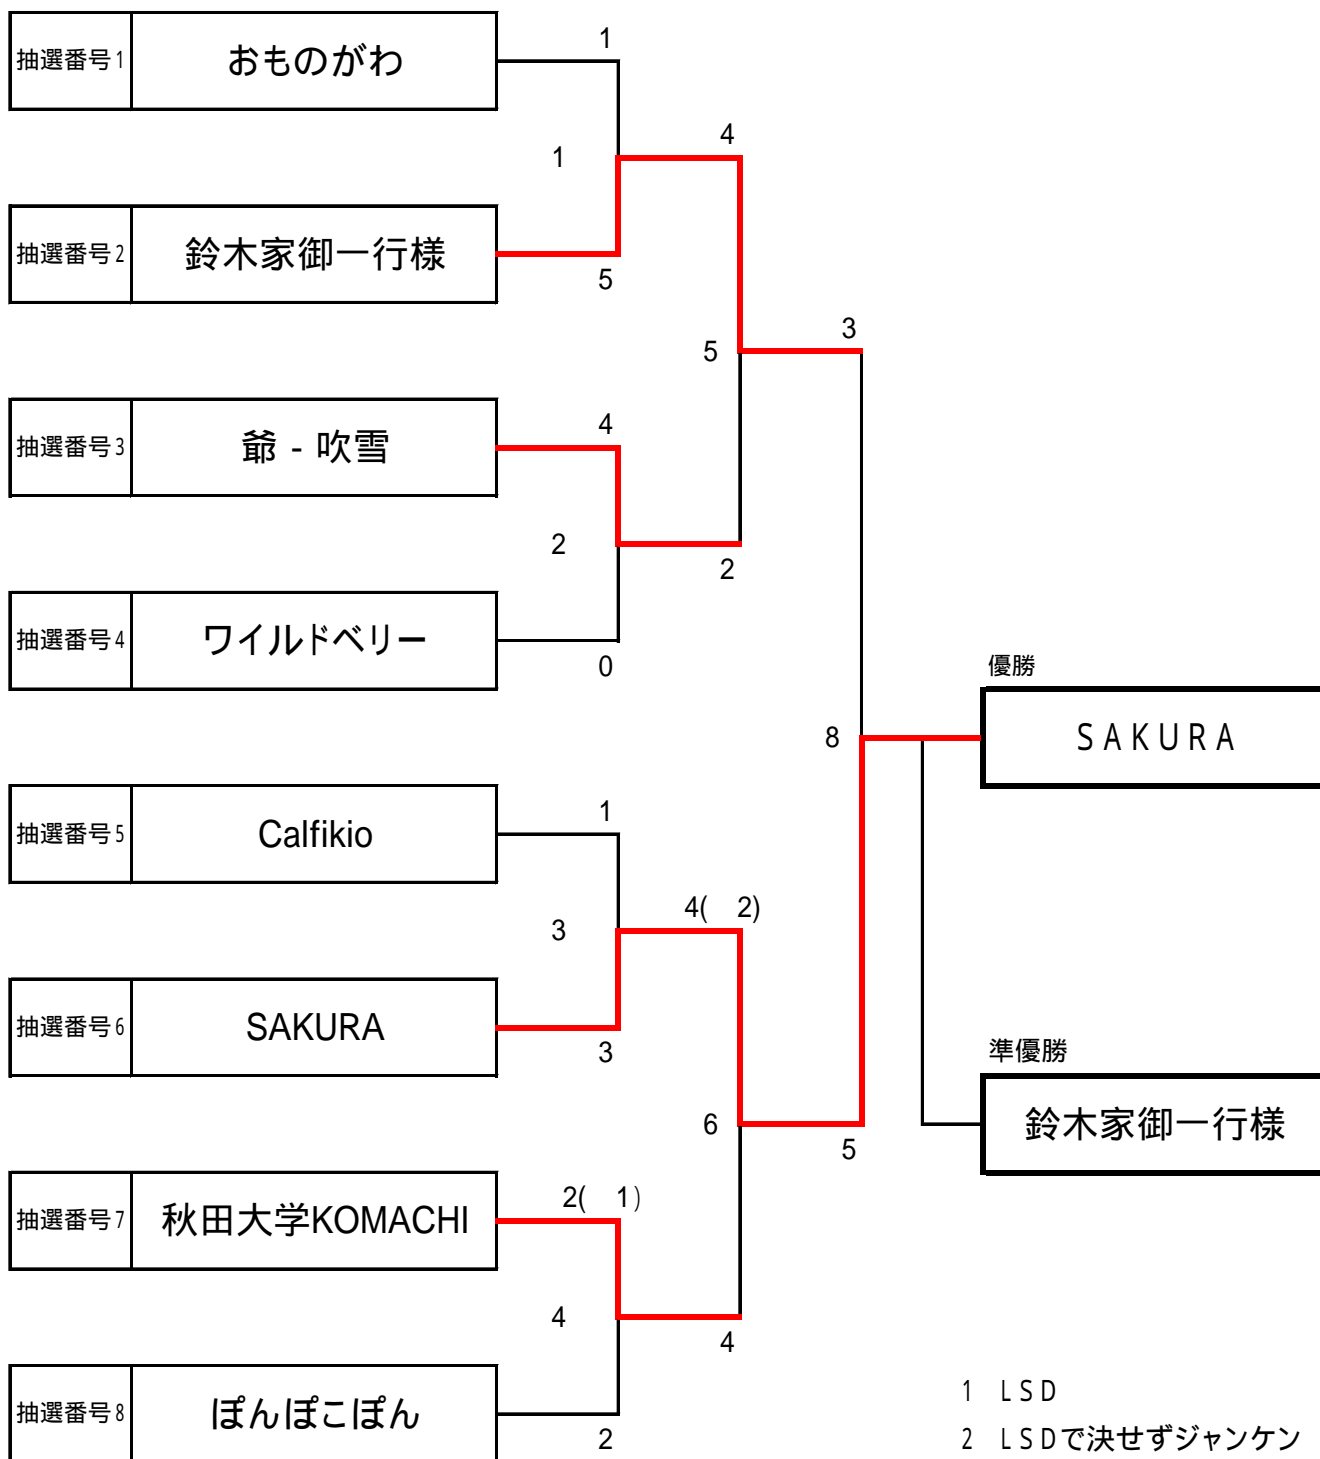 抽選番号1 おものがわ 1
1 4
抽選番号2 鈴木家御一行様 5
5 3
抽選番号3 爺 - 吹雪 4
2 2
抽選番号4 ワイルドベリー 0
8
優勝
SAKURA
抽選番号5 Calfikio 1
3 4( 2)
抽選番号6 SAKURA 3
6 5
準優勝
鈴木家御一行様
抽選番号7 秋田大学KOMACHI 2( 1)
4 4
抽選番号8 ぽんぽこぽん 2
1 LSD
2 LSDで決せずジャンケン